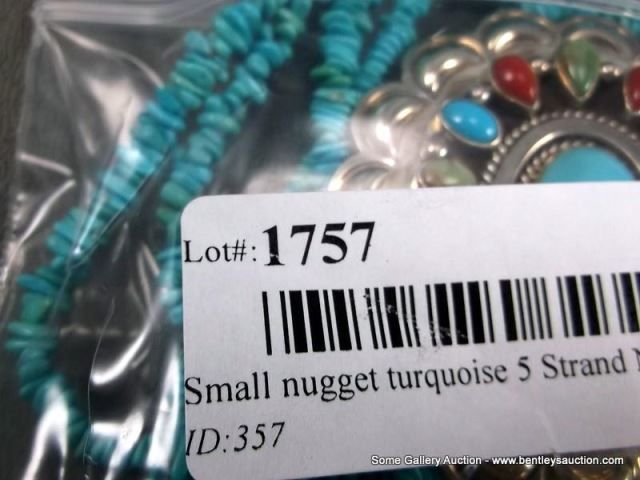 Lot#: 1757
Small nugget turquoise 5 Strand
ID:357
Some Gallery Auction - www.bentleysauction.com